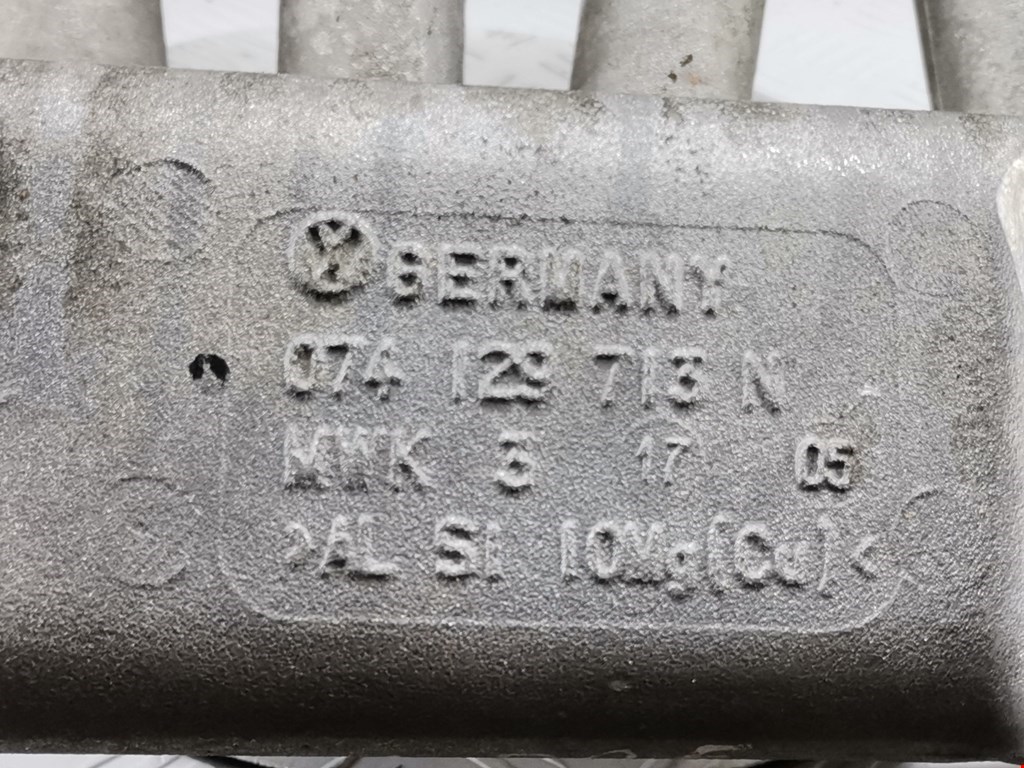 GERMANY
074 129 713 N
MWK 3 17 05
>AL Si 10Mg(Cu)<